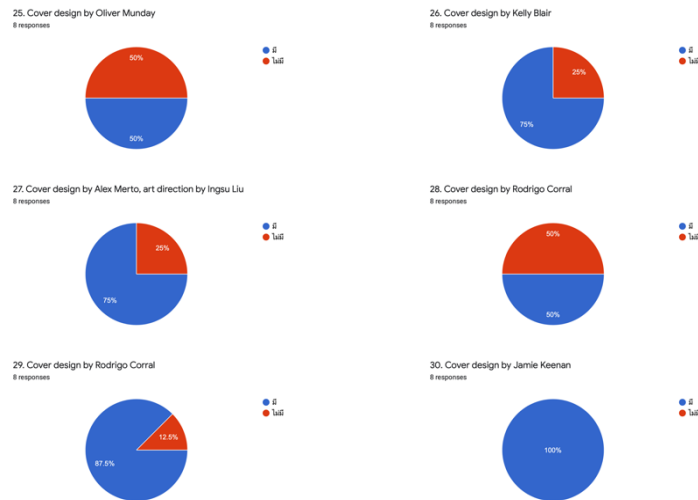 25. Cover design by Oliver Munday
8 responses
50%
50%
มี
ไม่มี
26. Cover design by Kelly Blair
8 responses
25%
75%
มี
ไม่มี
27. Cover design by Alex Merto, art direction by Ingsu Liu
8 responses
25%
75%
มี
ไม่มี
28. Cover design by Rodrigo Corral
8 responses
50%
50%
มี
ไม่มี
29. Cover design by Rodrigo Corral
8 responses
12.5%
87.5%
มี
ไม่มี
30. Cover design by Jamie Keenan
8 responses
100%
มี
ไม่มี